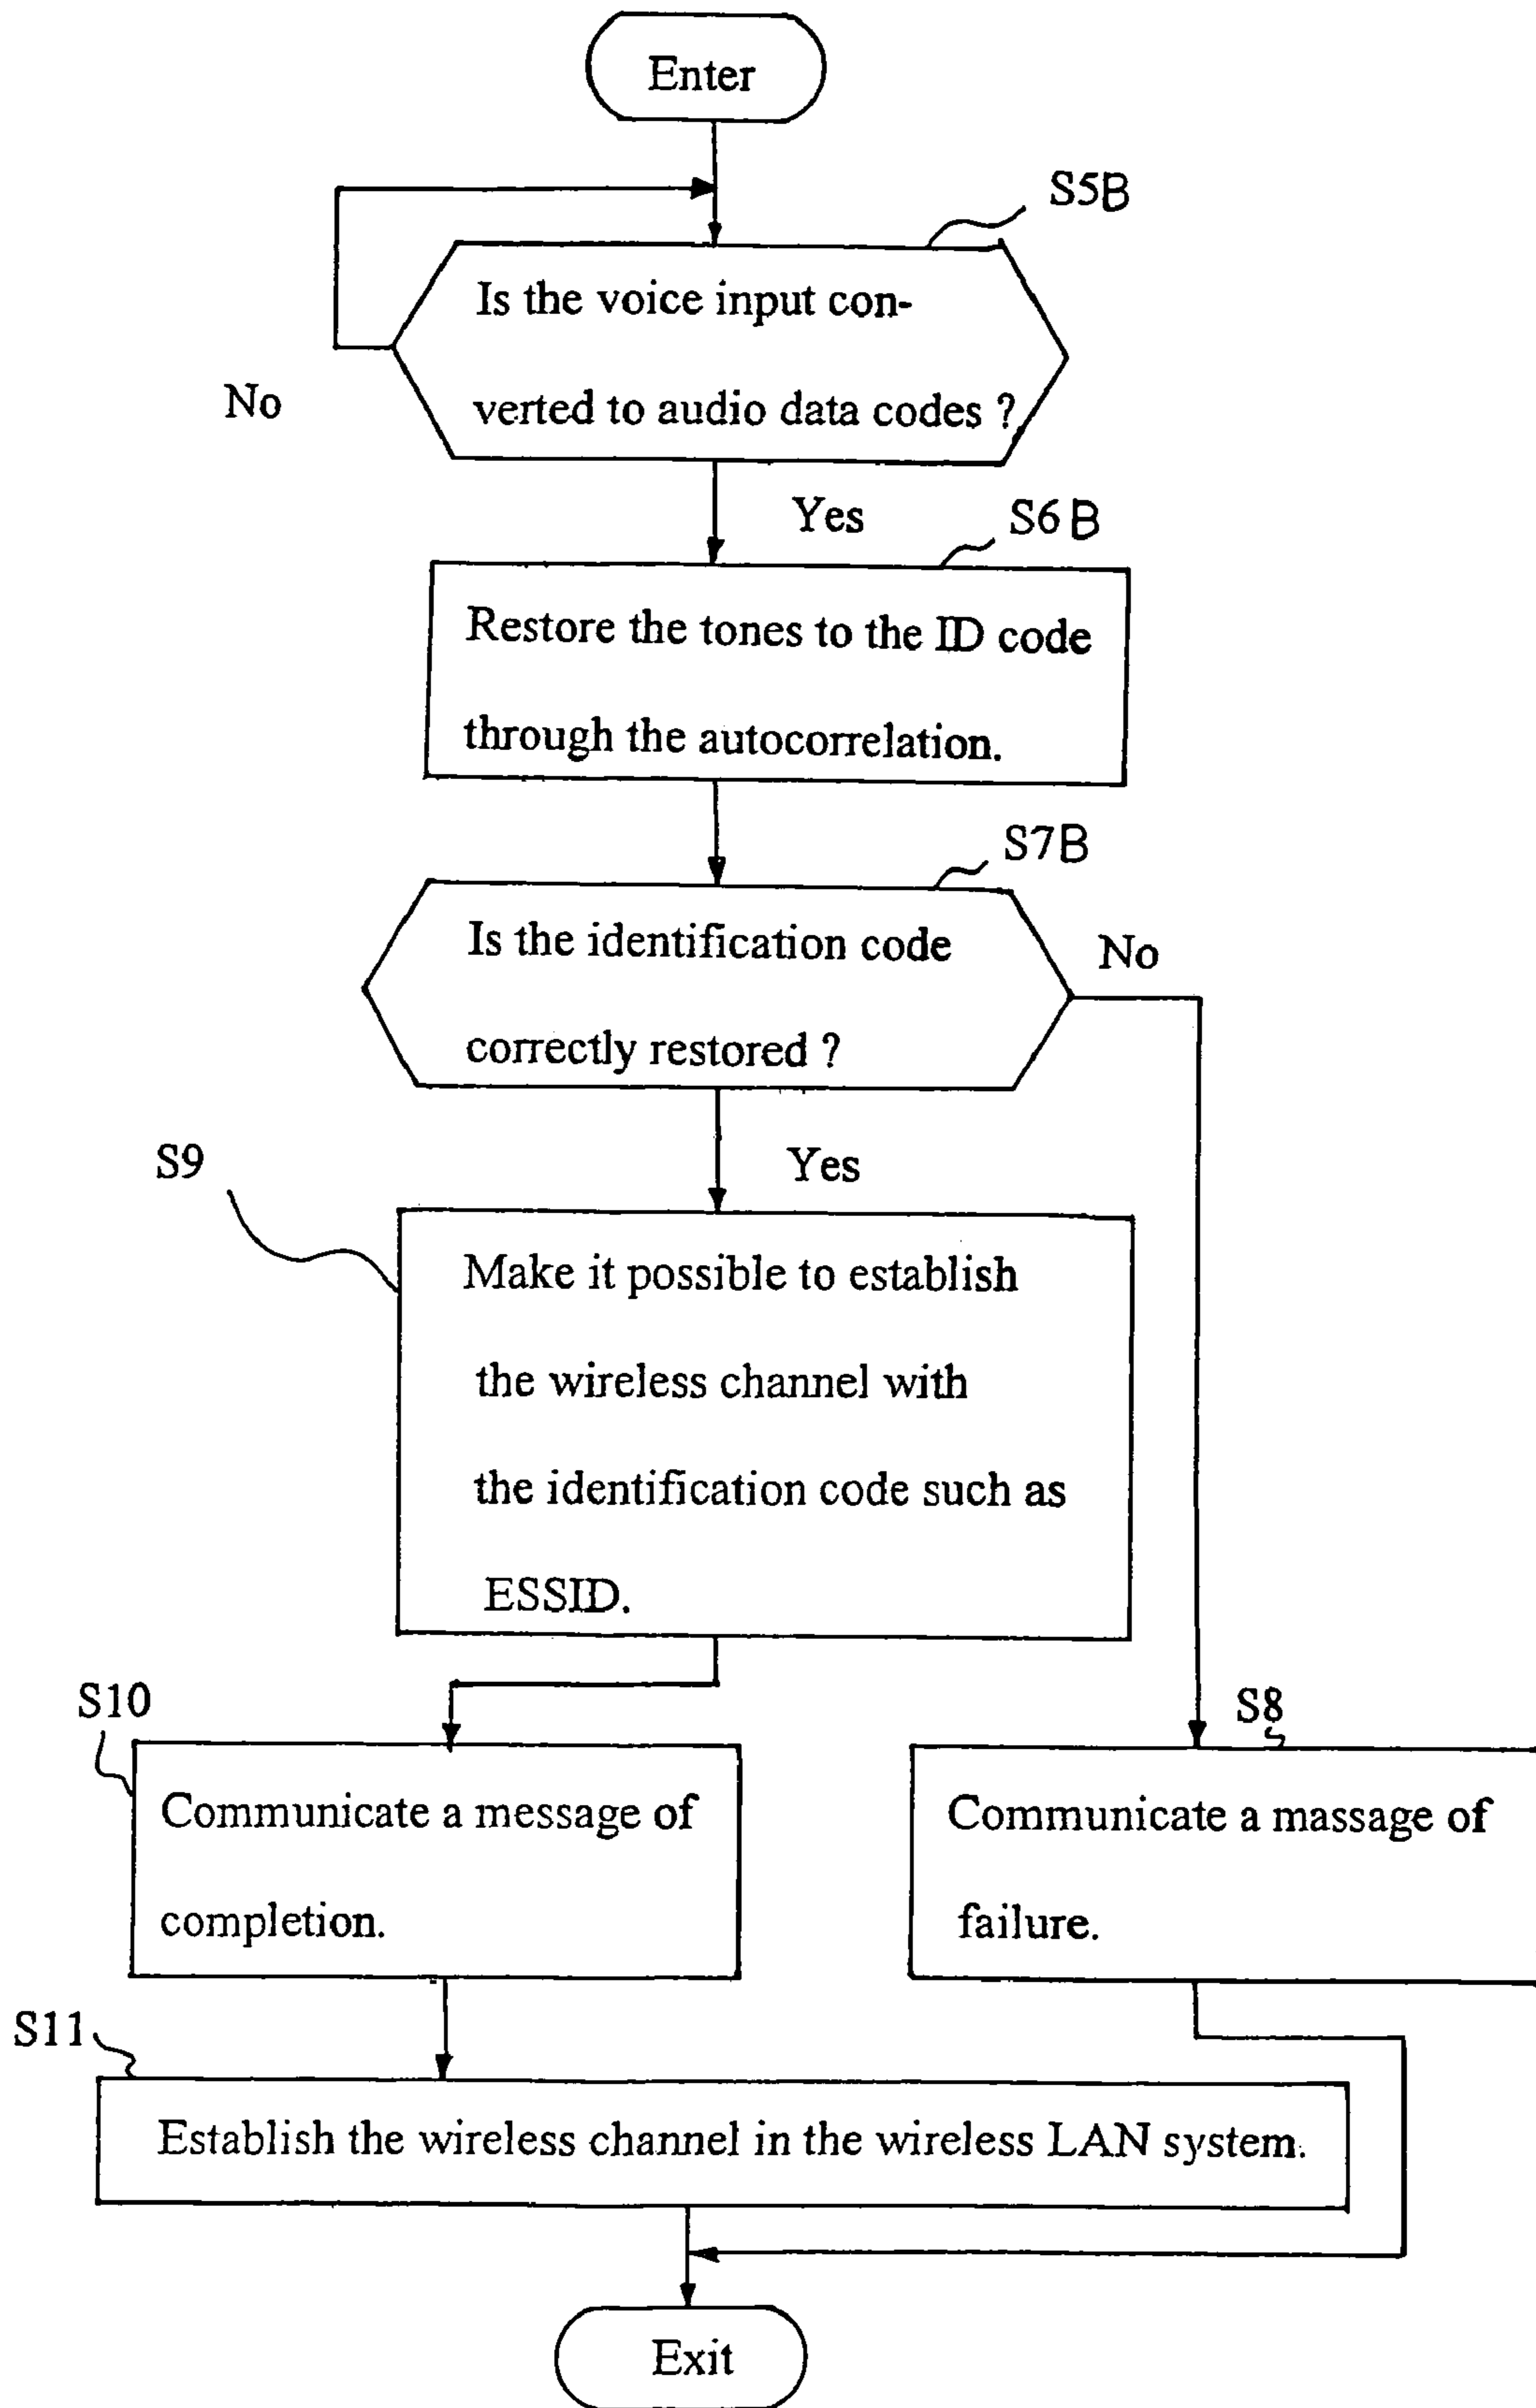 Enter
S5B
Is the voice input con-
verted to audio data codes ?
No
Yes
S6B
Restore the tones to the ID code
through the autocorrelation.
S7B
Is the identification code
correctly restored ?
No
Yes
S9
Make it possible to establish
the wireless channel with
the identification code such as
ESSID.
S10
Communicate a message of
completion.
S8
Communicate a massage of
failure.
S11
Establish the wireless channel in the wireless LAN system.
Exit